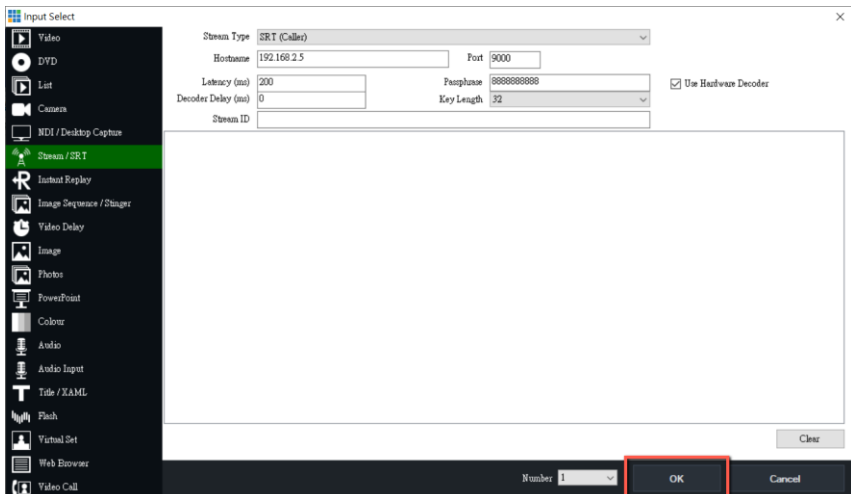 Input Select
Video
DVD
List
Camera
NDI / Desktop Capture
Stream / SRT
Instant Replay
Image Sequence / Stinger
Video Delay
Image
Photos
PowerPoint
Colour
Audio
Audio Input
Title / XAML
Flash
Virtual Set
Web Browser
Video Call
Stream Type SRT (Caller)
Hostname 192.168.2.5 Port 9000
Latency (ms) 200 Passphrase 8888888888 Use Hardware Decoder
Decoder Delay (ms) 0 Key Length 32
Stream ID
Clear
Number 1 OK Cancel